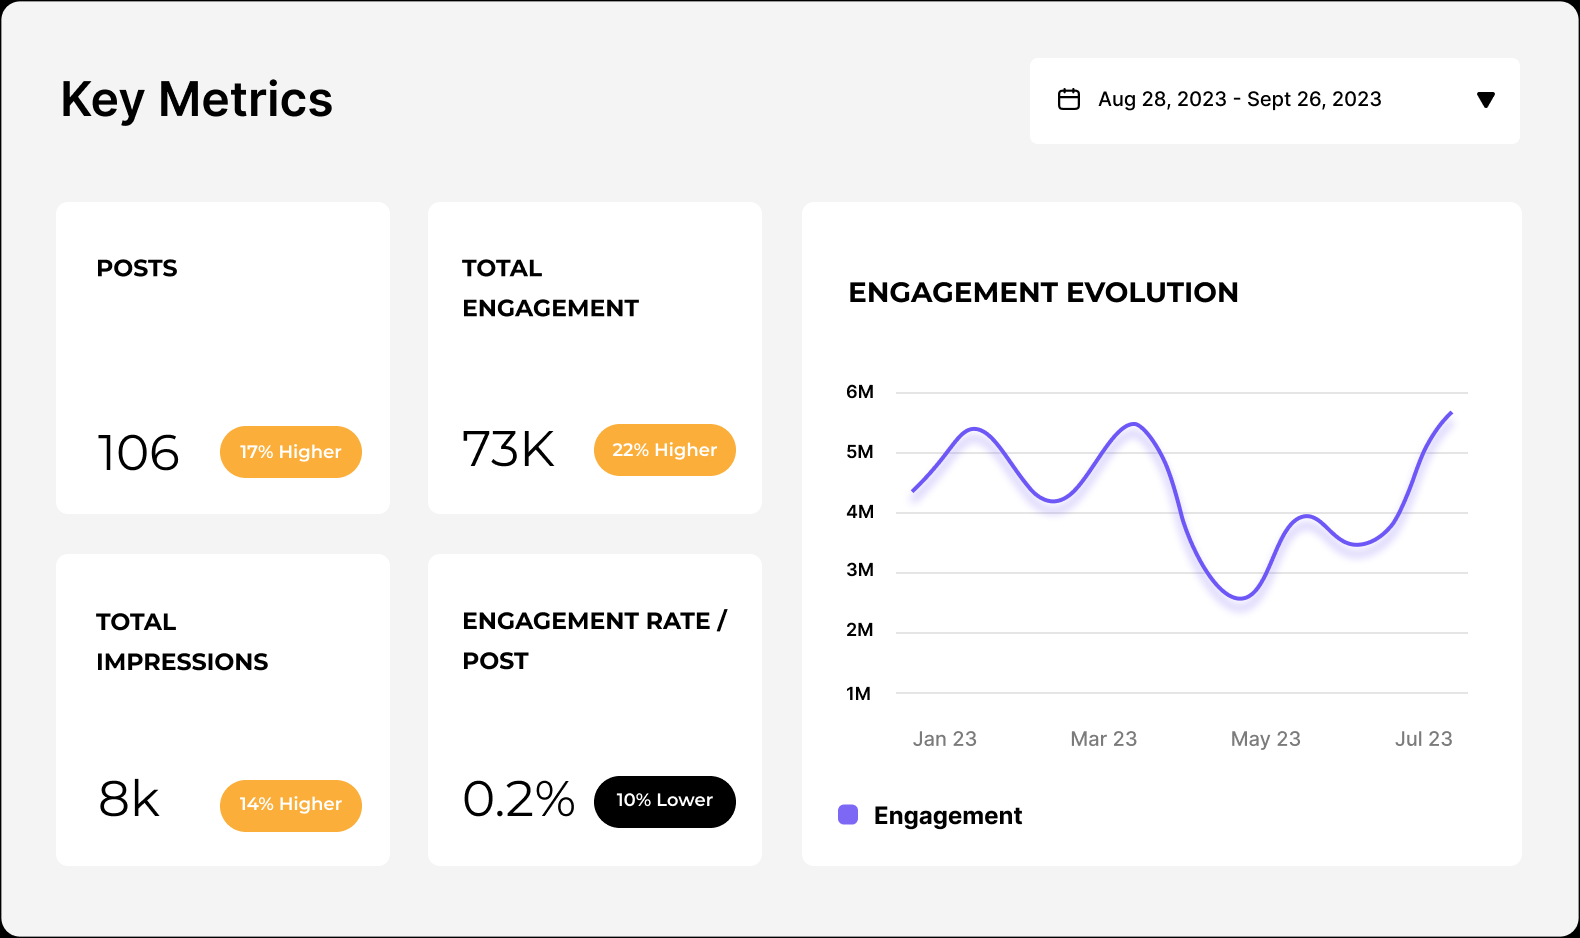 Key Metrics
Aug 28, 2023 - Sept 26, 2023
POSTS
106
17% Higher
TOTAL
ENGAGEMENT
73K
22% Higher
TOTAL
IMPRESSIONS
8k
14% Higher
ENGAGEMENT RATE /
POST
0.2%
10% Lower
ENGAGEMENT EVOLUTION
6M
5M
4M
3M
2M
1M
Jan 23
Mar 23
May 23
Jul 23
Engagement